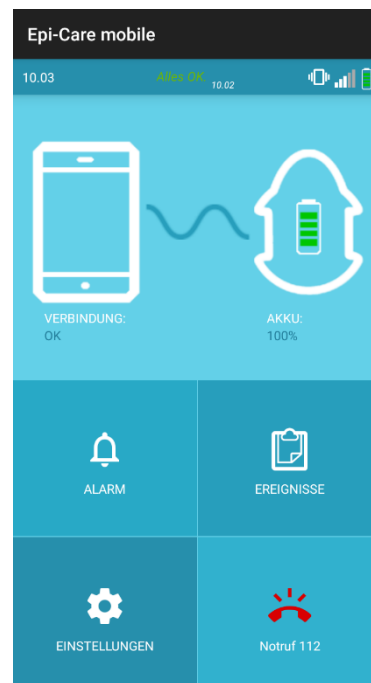 Epi-Care mobile
10.03 Alles OK. 10.02
VERBINDUNG: AKKU:
OK 100%
ALARM EREIGNISSE
EINSTELLUNGEN Notruf 112